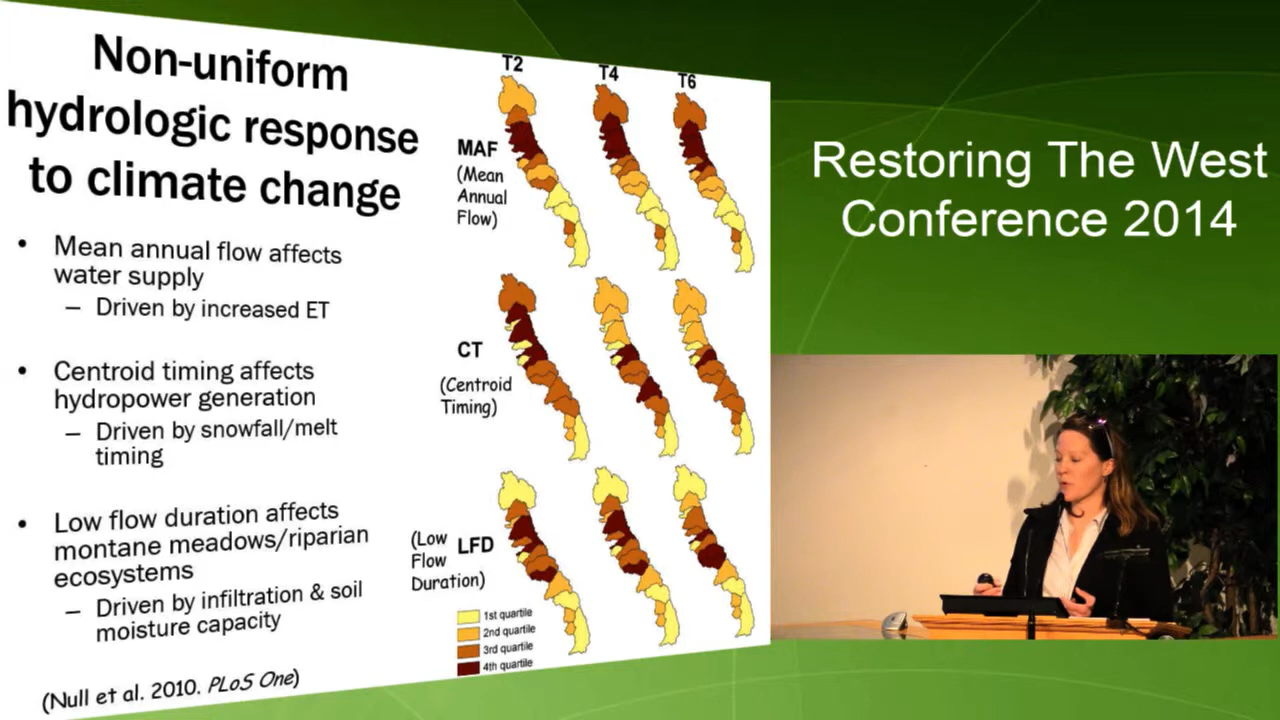 Non-uniform
hydrologic response
to climate change
• Mean annual flow affects
water supply
– Driven by increased ET
• Centroid timing affects
hydropower generation
– Driven by snowfall/melt
timing
• Low flow duration affects
montane meadows/riparian
ecosystems
– Driven by infiltration & soil
moisture capacity
(Null et al. 2010. PLoS One)
T2
T4
T6
MAF
(Mean
Annual
Flow)
CT
(Centroid
Timing)
(Low
Flow
Duration)
LFD
1st quartile
2nd quartile
3rd quartile
4th quartile
Restoring The West
Conference 2014